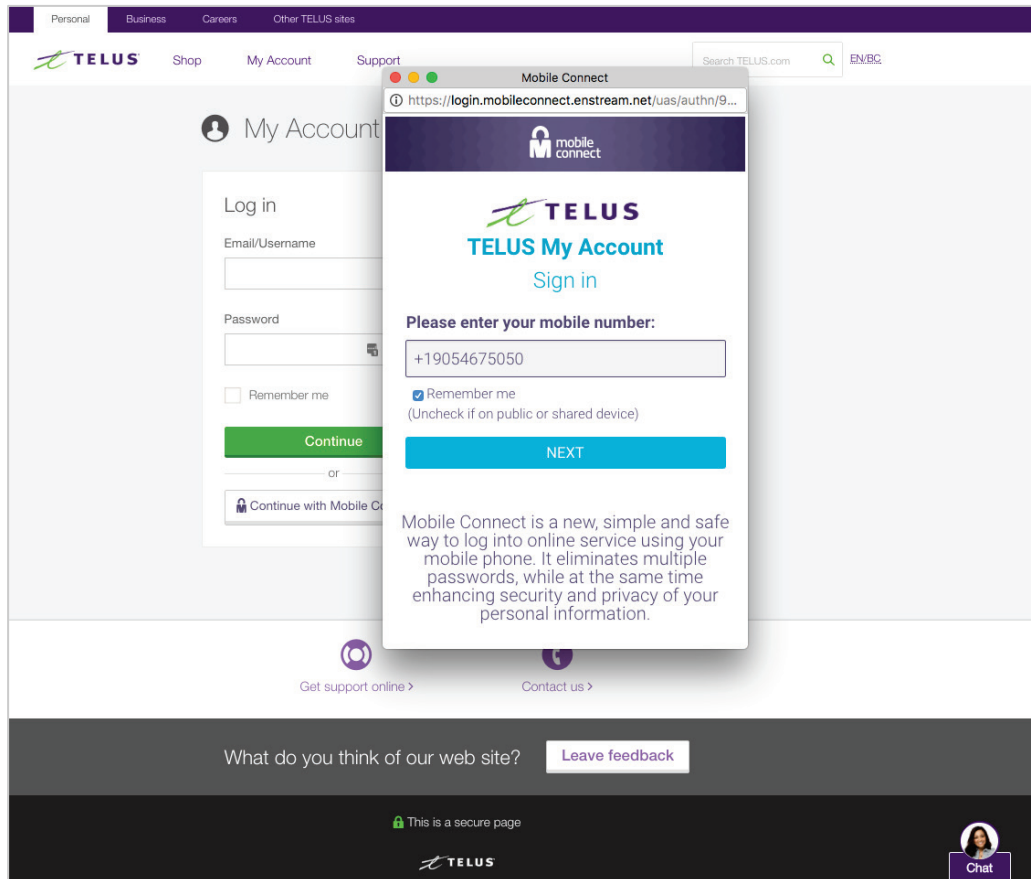 Personal Business Careers Other TELUS sites
TELUS Shop My Account Support Search TELUS.com EN/BC
My Account
Log in
Email/Username
Password
Remember me
Continue
or
Continue with Mobile Co
Mobile Connect
https://login.mobileconnect.enstream.net/uas/authn/9...
mobile
connect
TELUS
TELUS My Account
Sign in
Please enter your mobile number:
+19054675050
Remember me
(Uncheck if on public or shared device)
NEXT
Mobile Connect is a new, simple and safe
way to log into online service using your
mobile phone. It eliminates multiple
passwords, while at the same time
enhancing security and privacy of your
personal information.
Get support online > Contact us >
What do you think of our web site? Leave feedback
This is a secure page
TELUS
Chat